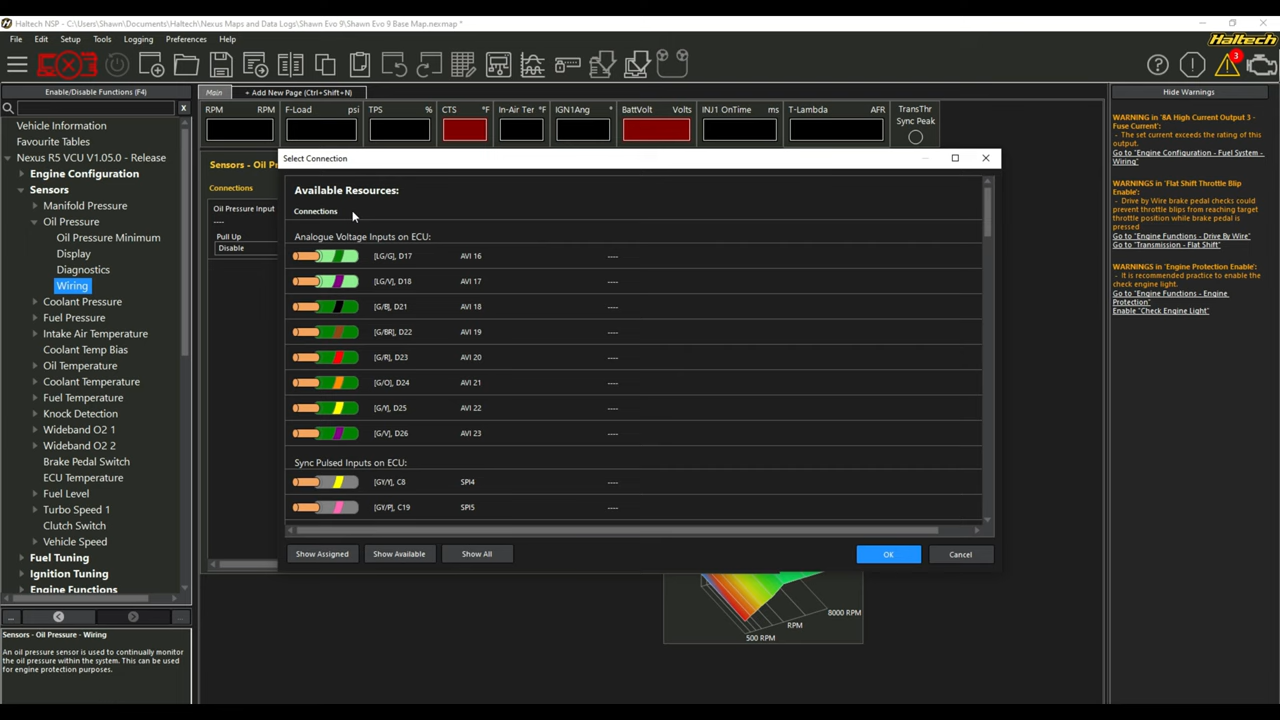 Haltech NSP - C:\Users\Shawn\Documents\Haltech\Nexus Maps and Data Logs\Shawn Evo 9\Shawn Evo 9 Base Map.nexmap *
File Edit Setup Tools Logging Preferences Help
Haltech
3
Enable/Disable Functions (F4)
Main
+ Add New Page (Ctrl+Shift+N)
Hide Warnings
X
RPM RPM
F-Load psi
TPS %
CTS °F
In-Air Ter °F
IGN1Ang °
BattVolt Volts
INJ1 OnTime ms
T-Lambda AFR
TransThr
Sync Peak
Vehicle Information
Favourite Tables
Nexus R5 VCU V1.05.0 - Release
Engine Configuration
Sensors
Manifold Pressure
Oil Pressure
Oil Pressure Minimum
Display
Diagnostics
Wiring
Coolant Pressure
Fuel Pressure
Intake Air Temperature
Coolant Temp Bias
Oil Temperature
Coolant Temperature
Fuel Temperature
Knock Detection
Wideband O2 1
Wideband O2 2
Brake Pedal Switch
ECU Temperature
Fuel Level
Turbo Speed 1
Clutch Switch
Vehicle Speed
Fuel Tuning
Ignition Tuning
Engine Functions
...
...
Sensors - Oil Pressure - Wiring
An oil pressure sensor is used to continually monitor
the oil pressure within the system. This can be used
for engine protection purposes.
Sensors - Oil Pr
Connections
Oil Pressure Input
----
Pull Up
Disable
Select Connection
Available Resources:
Connections
Analogue Voltage Inputs on ECU:
[LG/G], D17 AVI 16 ----
[LG/V], D18 AVI 17 ----
[G/B], D21 AVI 18 ----
[G/BR], D22 AVI 19 ----
[G/R], D23 AVI 20 ----
[G/O], D24 AVI 21 ----
[G/Y], D25 AVI 22 ----
[G/V], D26 AVI 23 ----
Sync Pulsed Inputs on ECU:
[GY/Y], C8 SPI4 ----
[GY/P], C19 SPI5 ----
Show Assigned
Show Available
Show All
OK
Cancel
8000 RPM
RPM
500 RPM
WARNING in '8A High Current Output 3 -
Fuse Current':
- The set current exceeds the rating of this
output.
Go to "Engine Configuration - Fuel System -
Wiring"
WARNINGS in 'Flat Shift Throttle Blip
Enable':
- Drive by Wire brake pedal checks could
prevent throttle blips from reaching target
throttle position while brake pedal is
pressed
Go to "Engine Functions - Drive By Wire"
Go to "Transmission - Flat Shift"
WARNINGS in 'Engine Protection Enable':
- It is recommended practice to enable the
check engine light.
Go to "Engine Functions - Engine
Protection"
Enable "Check Engine Light"